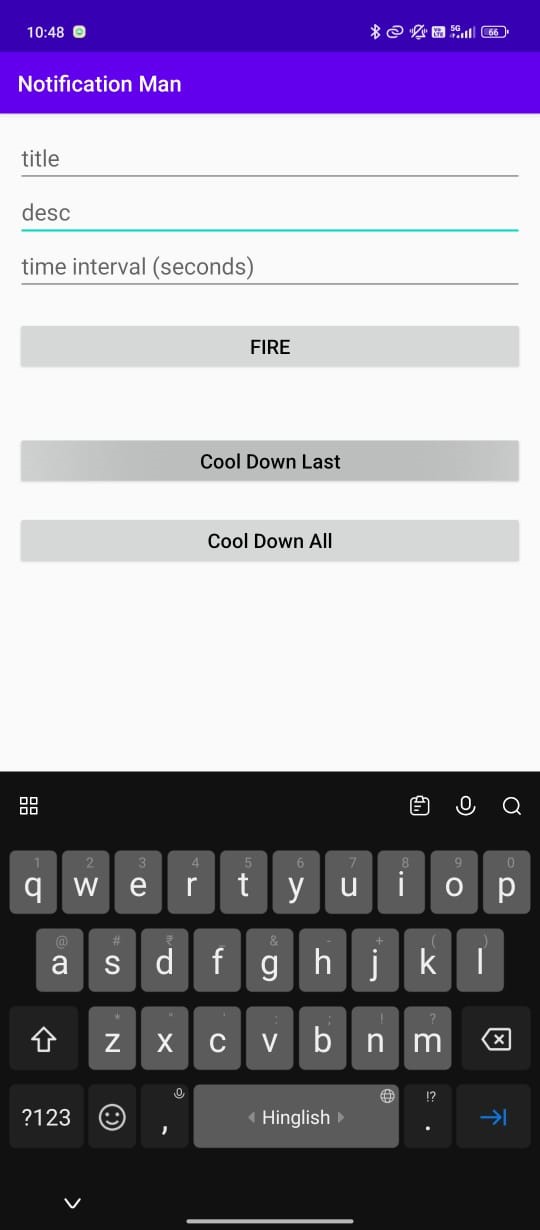 10:48 5G 66
Notification Man
title
desc
time interval (seconds)
FIRE
Cool Down Last
Cool Down All
1 2 3 4 5 6 7 8 9 0
q w e r t y u i o p
@ # ₹ _ & - + ( )
a s d f g h j k l
* " ' : ; ! ?
z x c v b n m
!?
?123 , Hinglish .